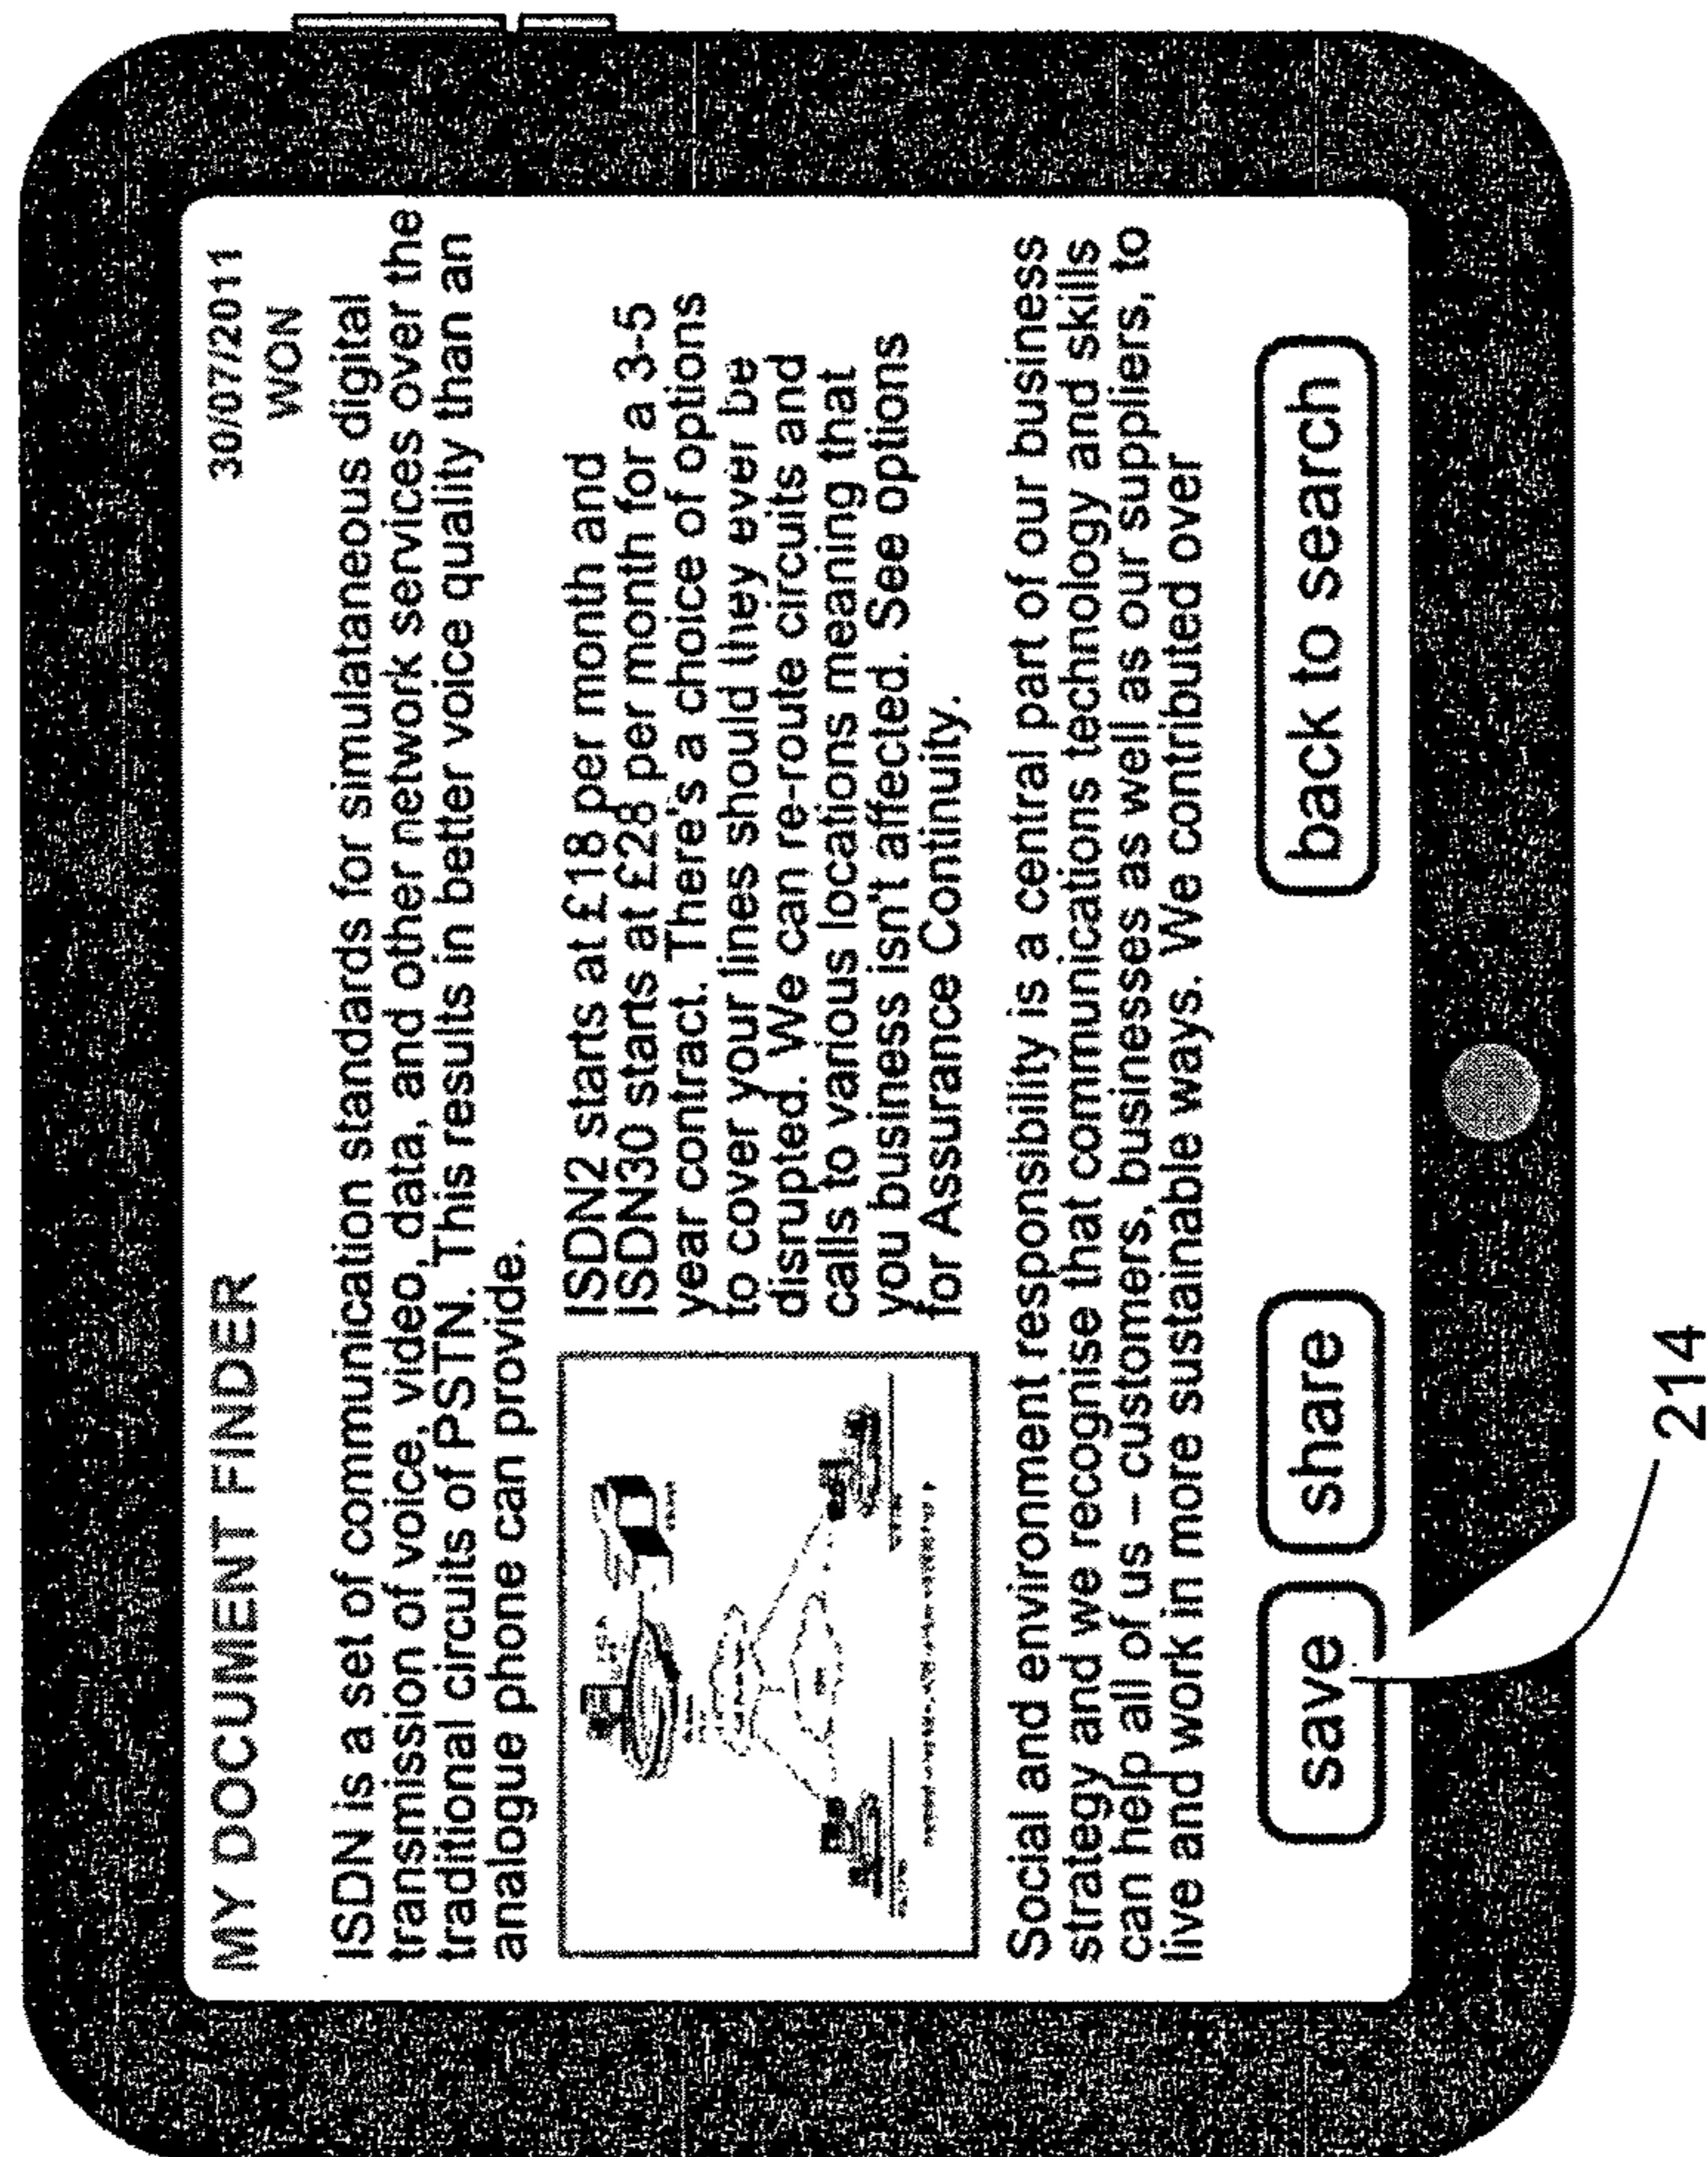 MY DOCUMENT FINDER
30/07/2011
WON
ISDN is a set of communication standards for simulataneous digital
transmission of voice, video, data, and other network services over the
traditional circuits of PSTN. This results in better voice quality than an
analogue phone can provide.
ISDN2 starts at £18 per month and
ISDN30 starts at £28 per month for a 3-5
year contract. There's a choice of options
to cover your lines should they ever be
disrupted. We can re-route circuits and
calls to various locations meaning that
you business isn't affected. See options
for Assurance Continuity.
Social and environment responsibility is a central part of our business
strategy and we recognise that communications technology and skills
can help all of us – customers, businesses as well as our suppliers, to
live and work in more sustainable ways. We contributed over
save
share
back to search
214